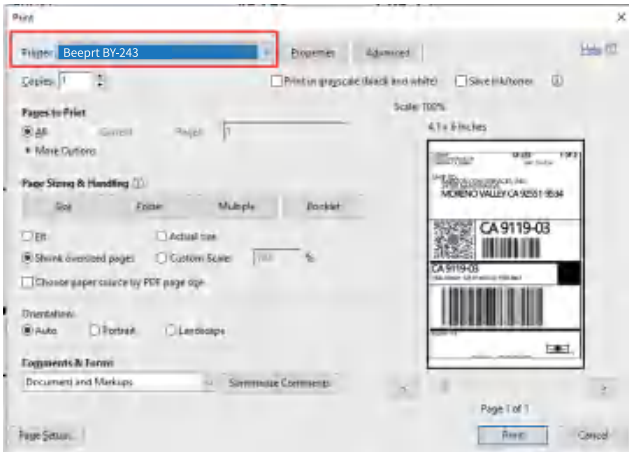 Print
Printer: Beeprt BY-243 Properties Advanced Help
Copies: 1 Print in grayscale (black and white) Save ink/toner
Pages to Print
All Current Pages 1
More Options
Scale: 100%
4.1 x 6 Inches
Page Sizing & Handling
Size Poster Multiple Booklet
Fit Actual size
Shrink oversized pages Custom Scale: %
Choose paper source by PDF page size
Orientation:
Auto Portrait Landscape
Comments & Forms
Document and Markups Summarize Comments
MORENO VALLEY CA 92551-9534
CA 9119-03
CA 9119-03
< >
Page 1 of 1
Page Setup... Print Cancel